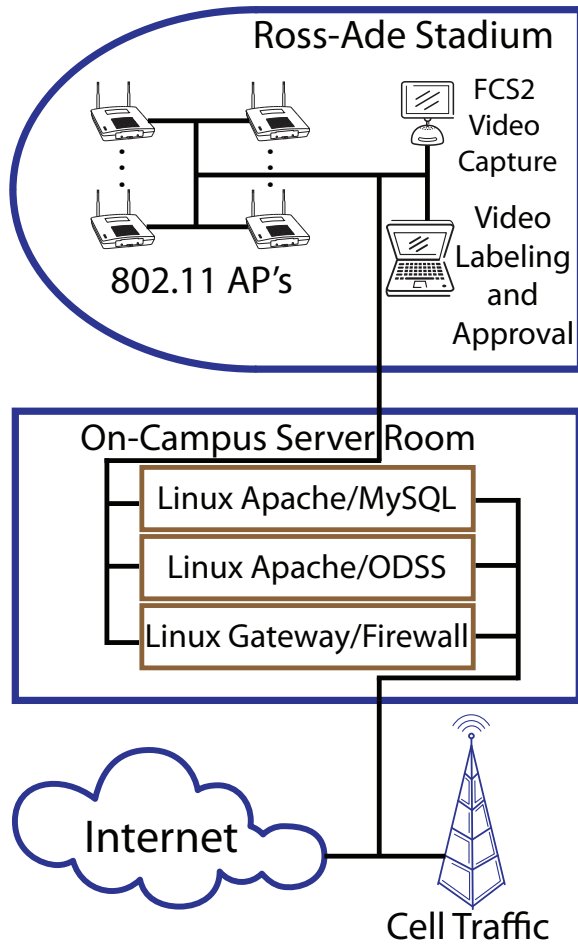 Ross-Ade Stadium
FCS2
Video
Capture
802.11 AP's
Video
Labeling
and
Approval
On-Campus Server Room
Linux Apache/MySQL
Linux Apache/ODSS
Linux Gateway/Firewall
Internet
Cell Traffic